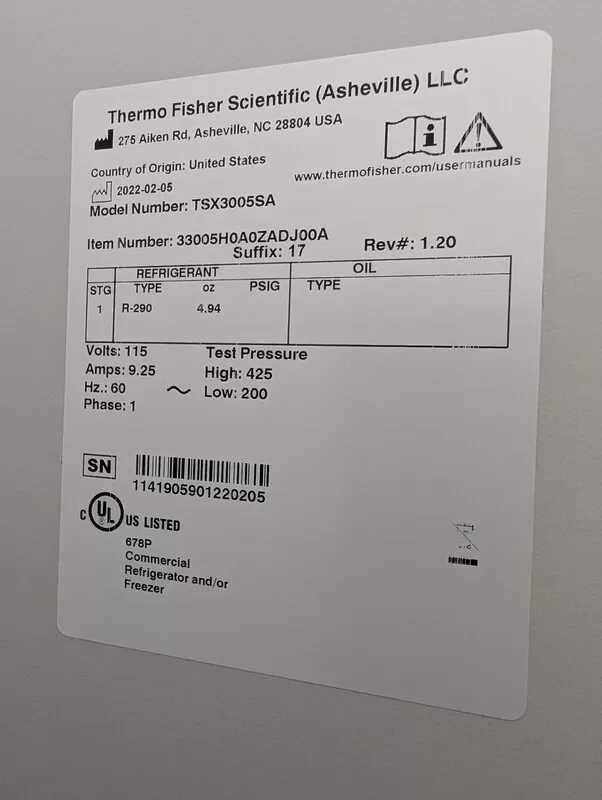 Thermo Fisher Scientific (Asheville) LLC
275 Aiken Rd, Asheville, NC 28804 USA
Country of Origin: United States
www.thermofisher.com/usermanuals
2022-02-05
Model Number: TSX3005SA
Item Number: 33005H0A0ZADJ00A
Suffix: 17
Rev#: 1.20
REFRIGERANT OIL
STG TYPE oz PSIG TYPE
1 R-290 4.94
Volts: 115
Amps: 9.25
Hz.: 60 ~
Phase: 1
Test Pressure
High: 425
Low: 200
SN
1141905901220205
C UL US LISTED
678P
Commercial
Refrigerator and/or
Freezer